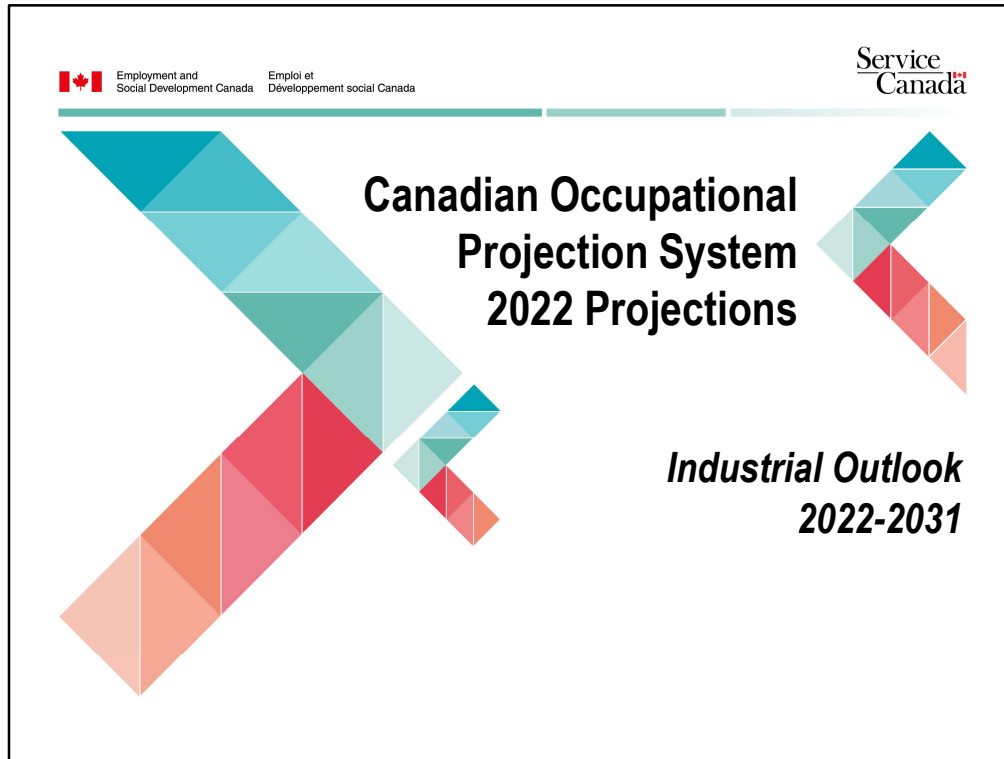 Employment and
Social Development Canada
Emploi et
Développement social Canada
Service
Canada
Canadian Occupational
Projection System
2022 Projections
Industrial Outlook
2022-2031